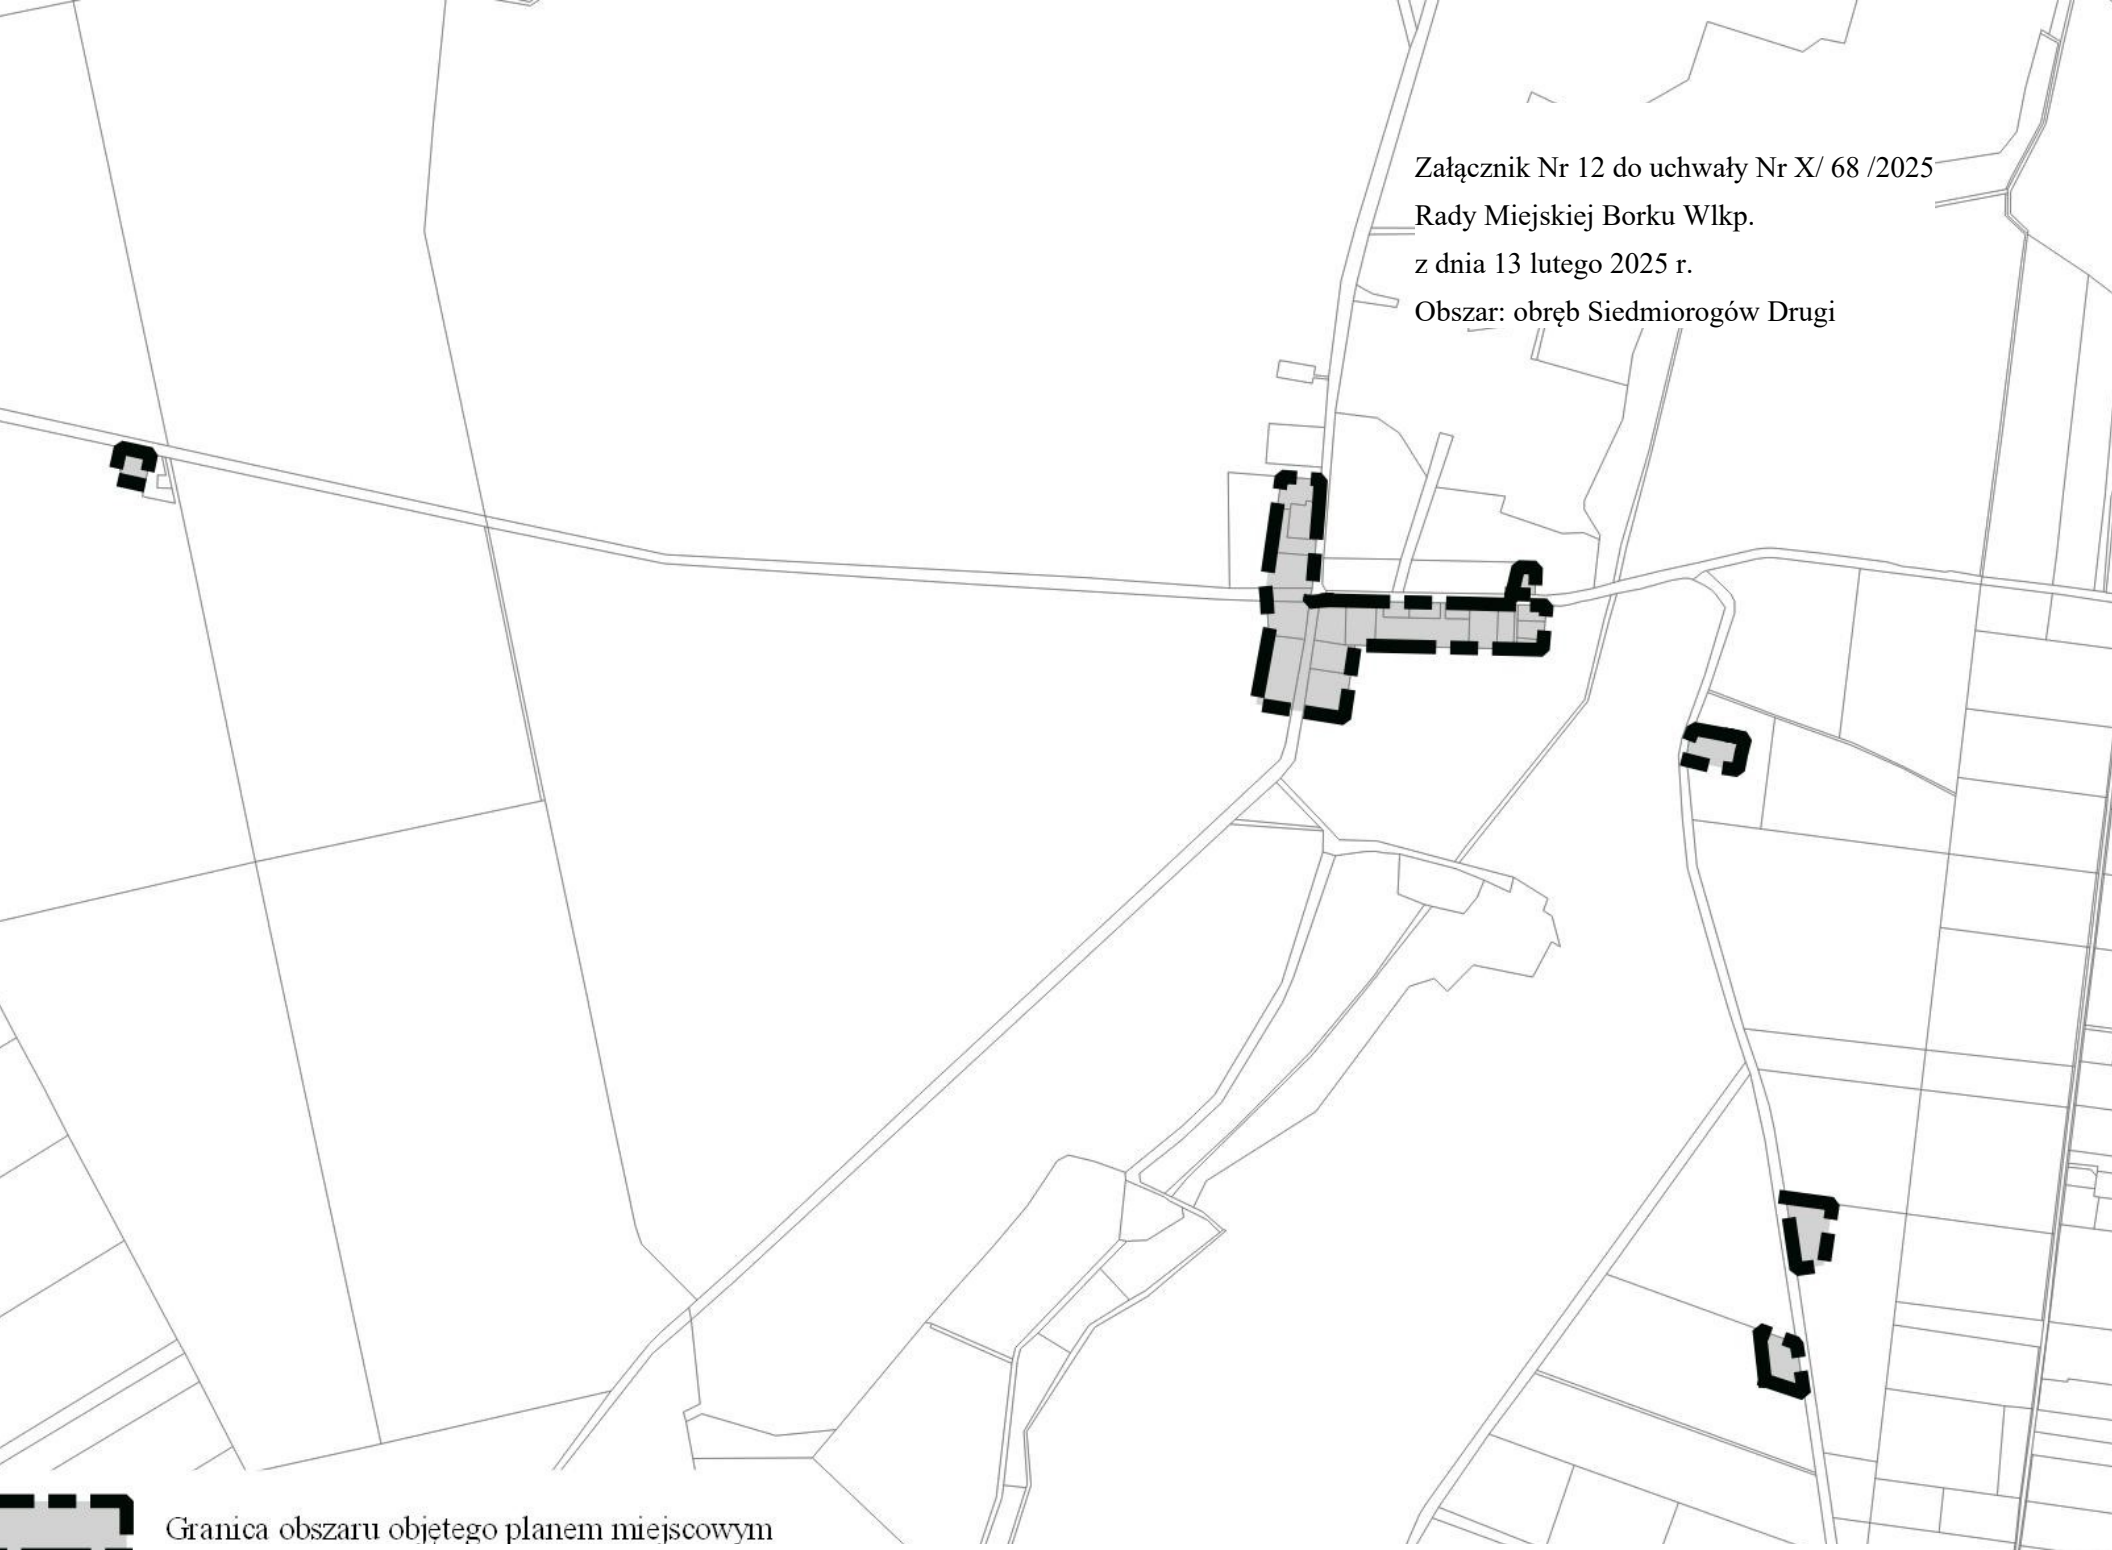 Załącznik Nr 12 do uchwały Nr X/ 68 /2025
Rady Miejskiej Borku Wlkp.
z dnia 13 lutego 2025 r.
Obszar: obręb Siedmiorogów Drugi
Granica obszaru objętego planem miejscowym